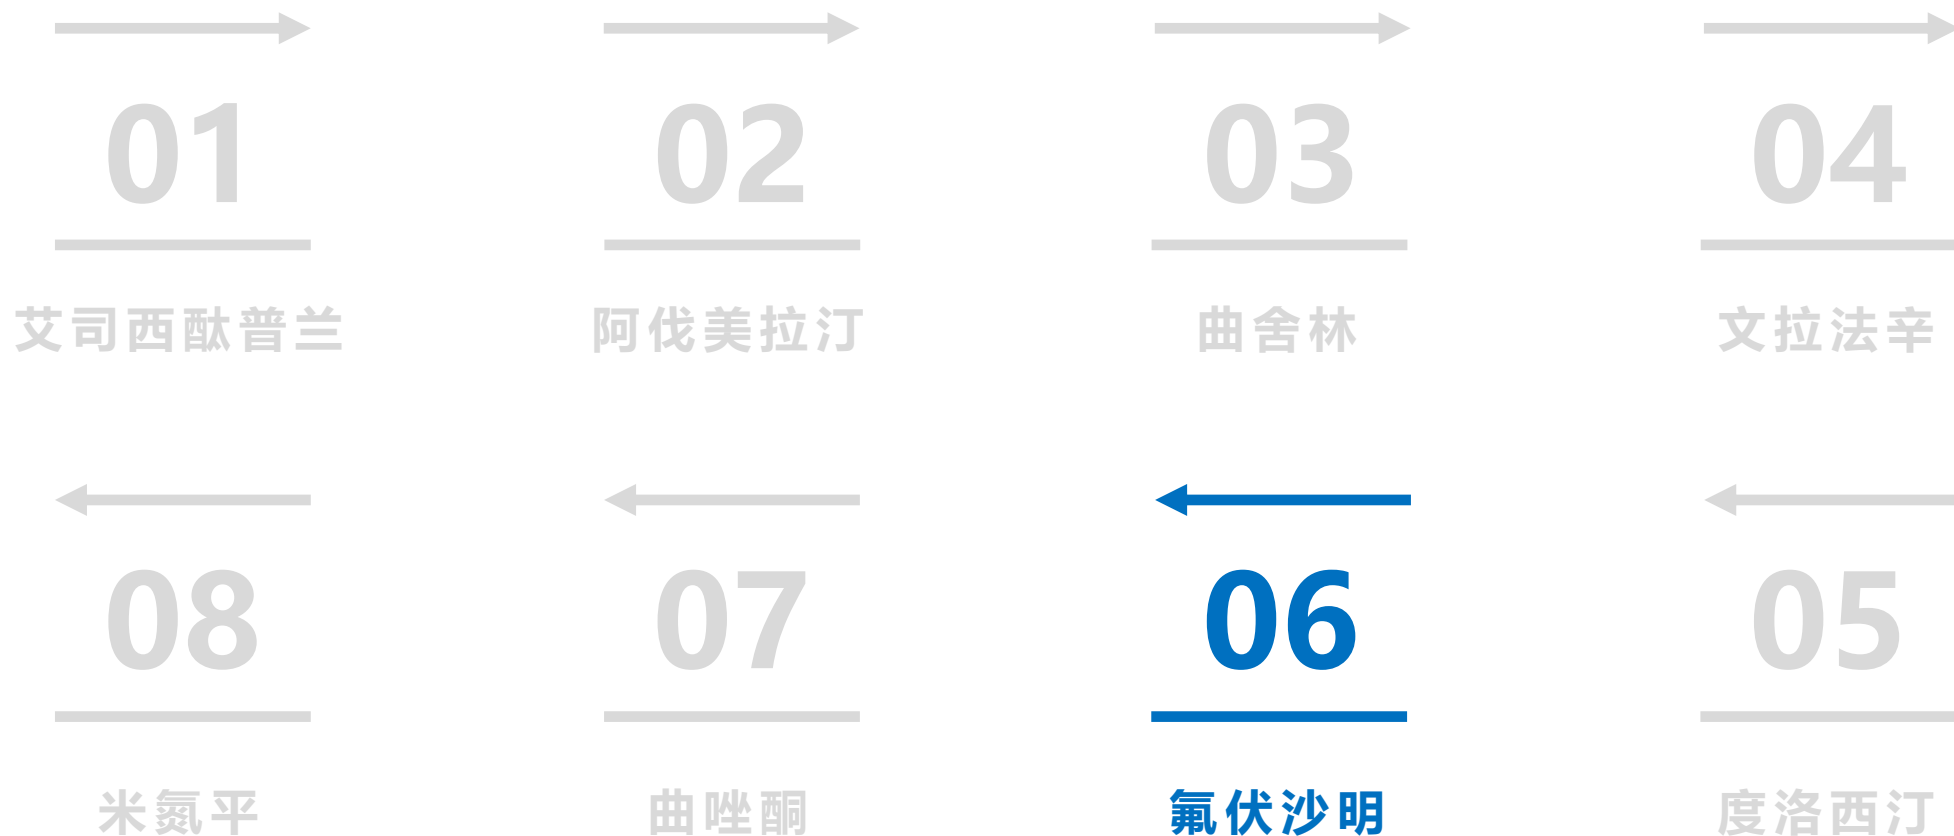 01
02
03
04
艾司西酞普兰
阿伐美拉汀
曲舍林
文拉法辛
08
07
06
05
米氮平
曲唑酮
氟伏沙明
度洛西汀